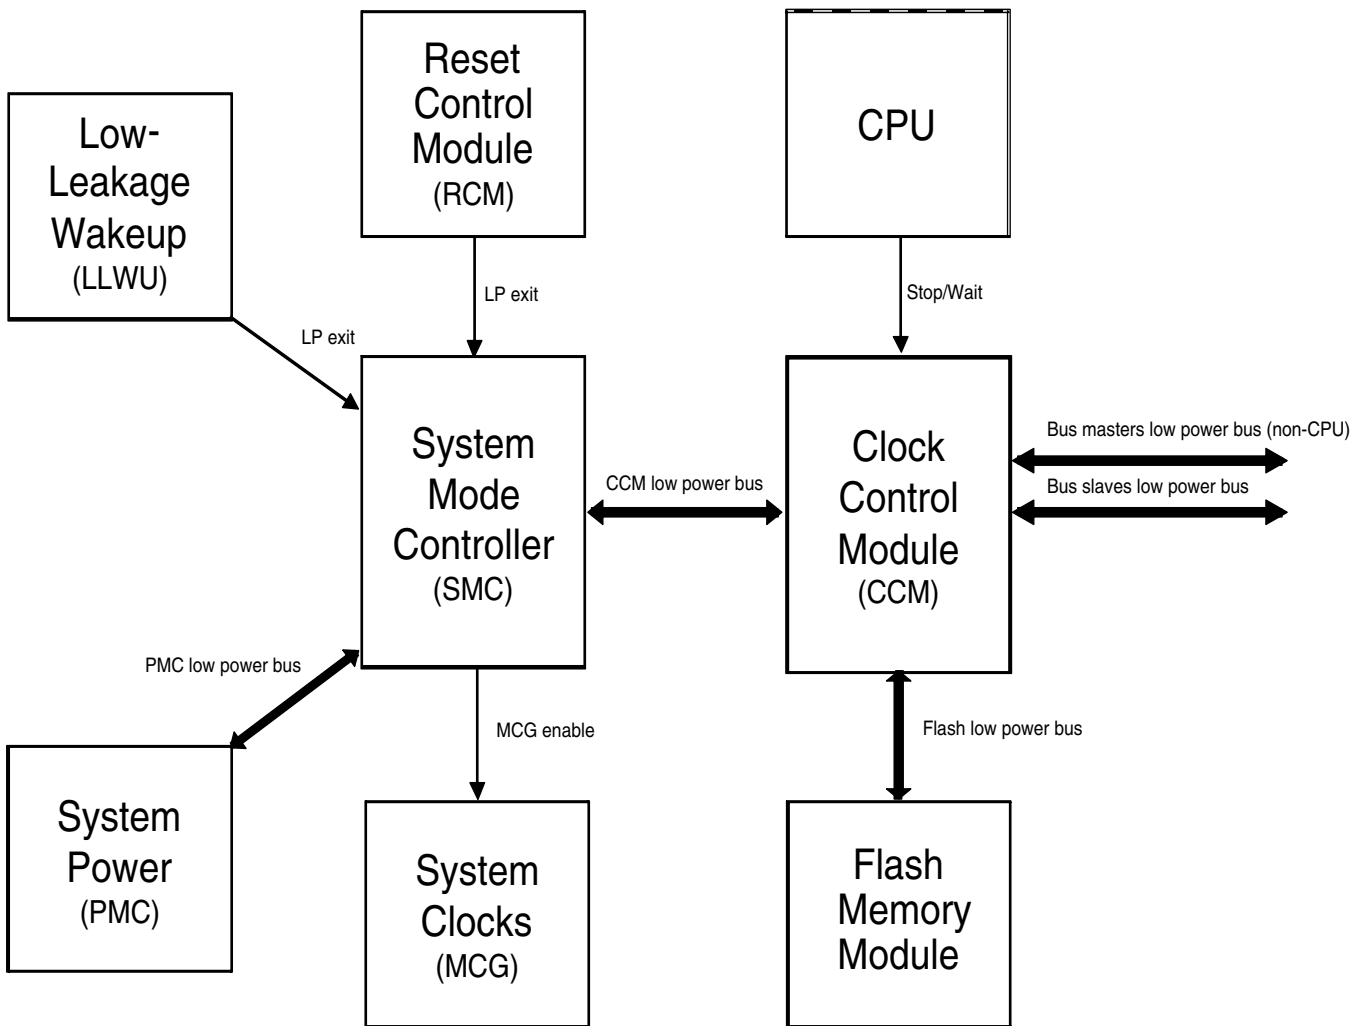 Reset
Control
Module
(RCM)
CPU
Low-
Leakage
Wakeup
(LLWU)
LP exit
Stop/Wait
LP exit
System
Mode
Controller
(SMC)
CCM low power bus
Clock
Control
Module
(CCM)
Bus masters low power bus (non-CPU)
Bus slaves low power bus
PMC low power bus
MCG enable
Flash low power bus
System
Power
(PMC)
System
Clocks
(MCG)
Flash
Memory
Module